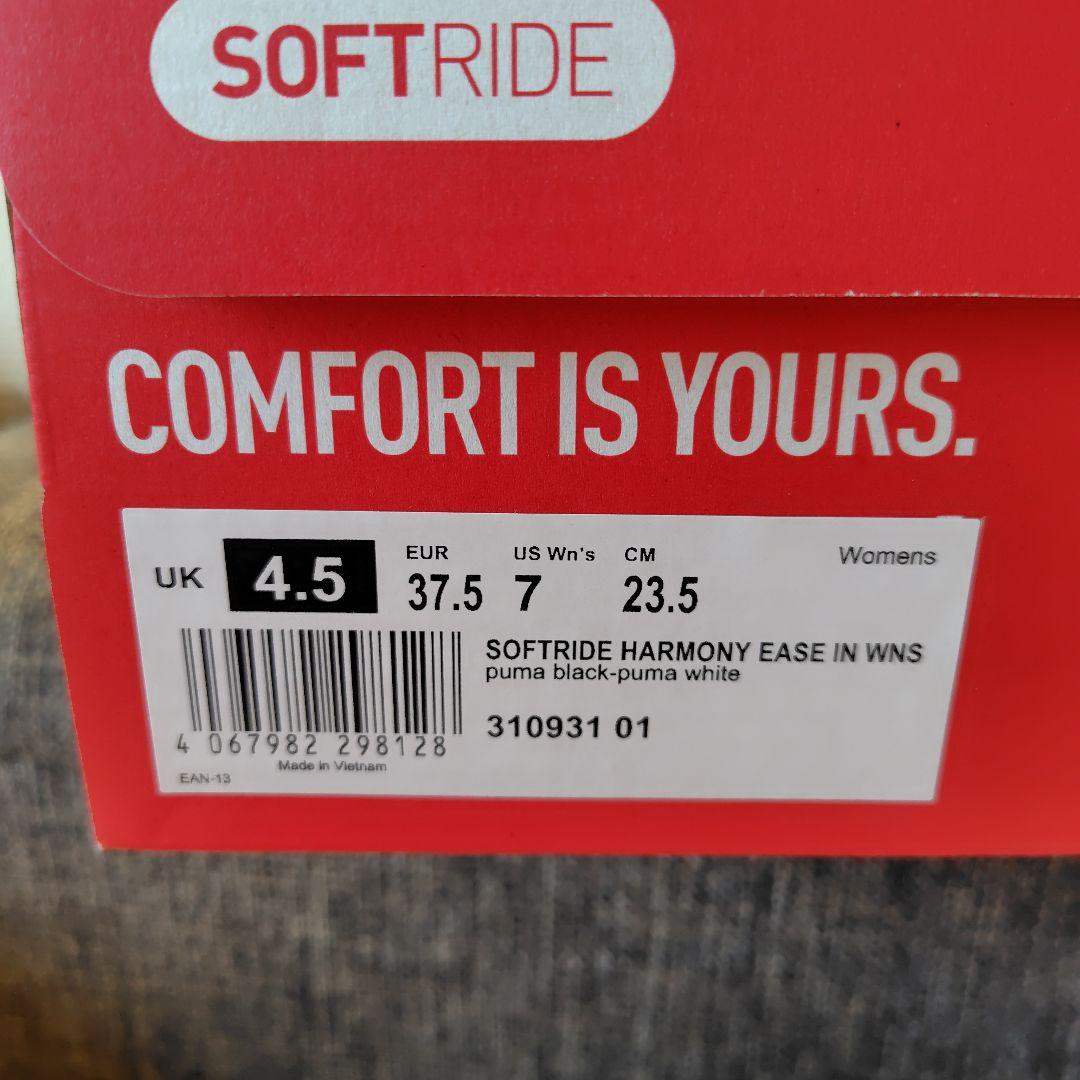 SOFTRIDE
COMFORT IS YOURS.
UK 4.5
EUR US Wn's CM Womens
37.5 7 23.5
SOFTRIDE HARMONY EASE IN WNS
puma black-puma white
310931 01
4 067982 298128
Made in Vietnam
EAN-13